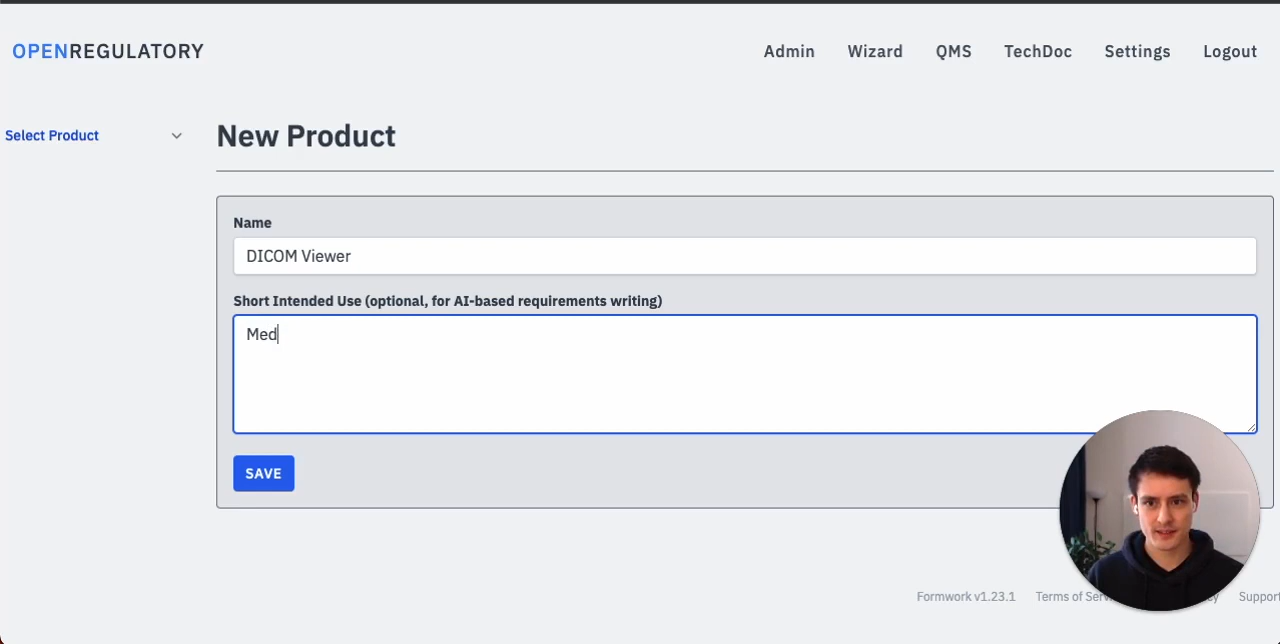 OPENREGULATORY
Admin Wizard QMS TechDoc Settings Logout
Select Product
New Product
Name
DICOM Viewer
Short Intended Use (optional, for AI-based requirements writing)
Med
SAVE
Formwork v1.23.1 Terms of Support